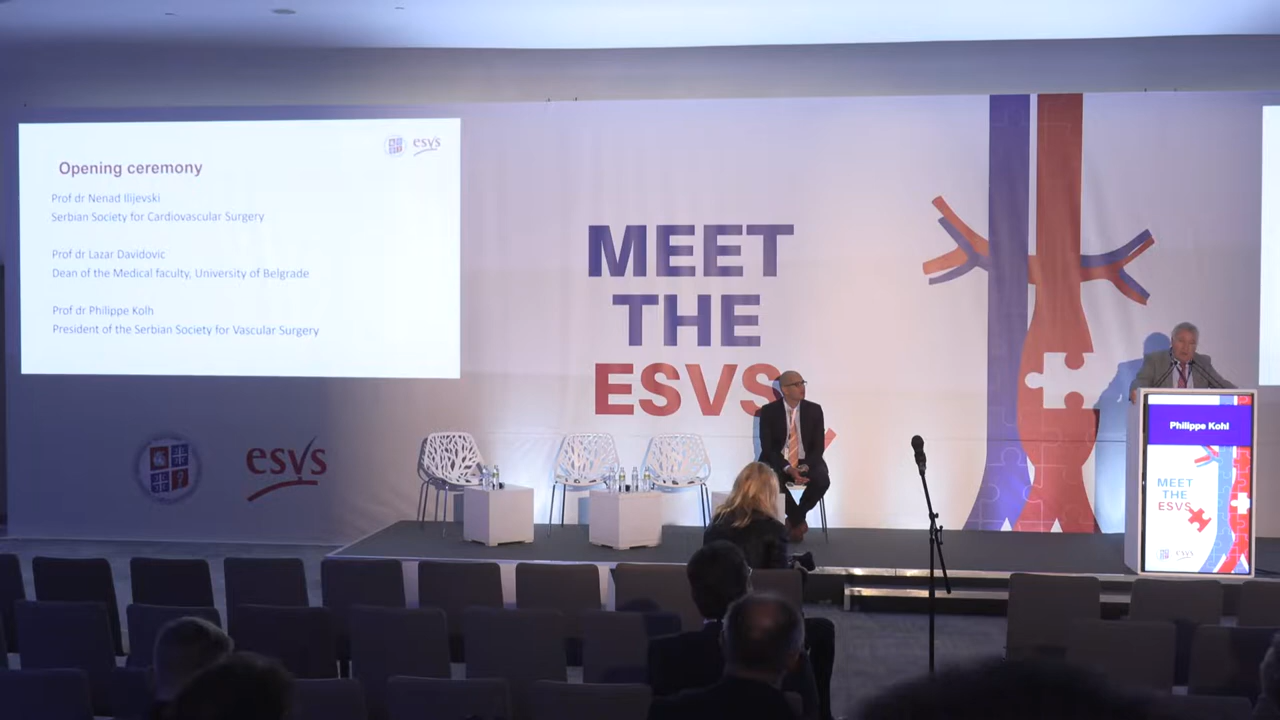 esvs
Opening ceremony
Prof dr Nenad Ilijevski
Serbian Society for Cardiovascular Surgery
Prof dr Lazar Davidovic
Dean of the Medical faculty, University of Belgrade
Prof dr Philippe Kolh
President of the Serbian Society for Vascular Surgery
MEET
THE
ESVS
esvs
Philippe Kohl
MEET
THE
ESVS
esvs